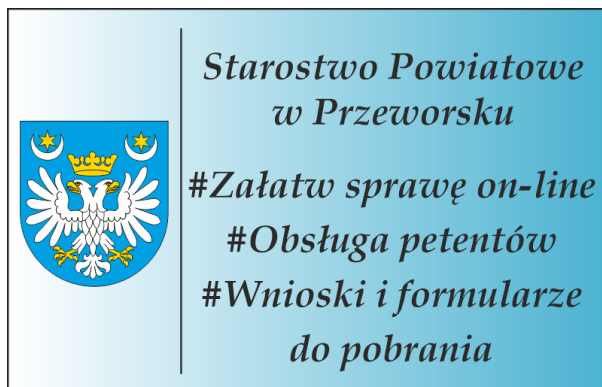 Starostwo Powiatowe
w Przeworsku
#Załatw sprawę on-line
#Obsługa petentów
#Wnioski i formularze
do pobrania